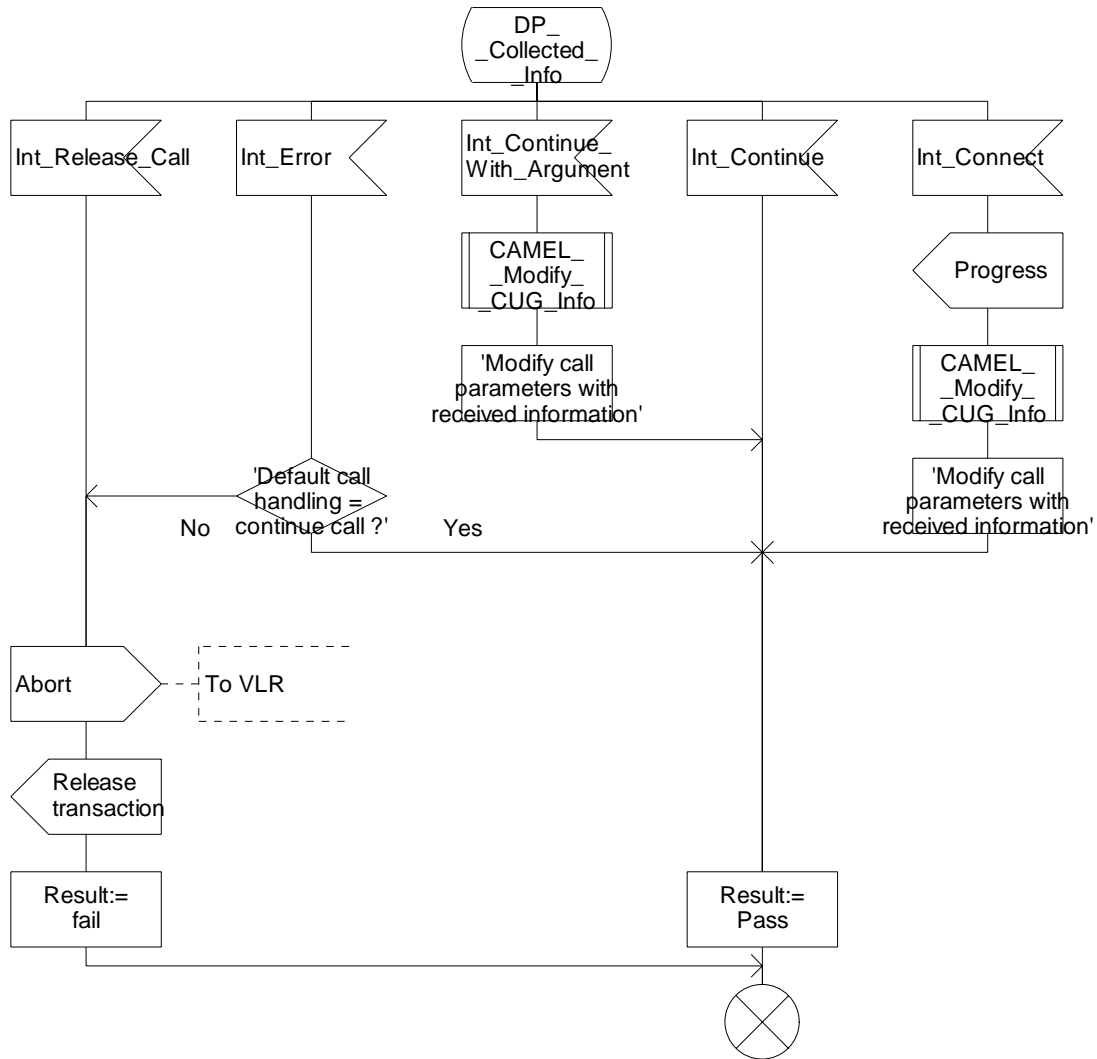 DP_
_Collected_
_Info
Int_Release_Call
Int_Error
Int_Continue_
With_Argument
Int_Continue
Int_Connect
CAMEL_
_Modify_
_CUG_Info
Progress
'Modify call
parameters with
received information'
CAMEL_
_Modify_
_CUG_Info
'Default call
handling =
continue call ?'
'Modify call
parameters with
received information'
No
Yes
Abort
To VLR
Release
transaction
Result:=
fail
Result:=
Pass